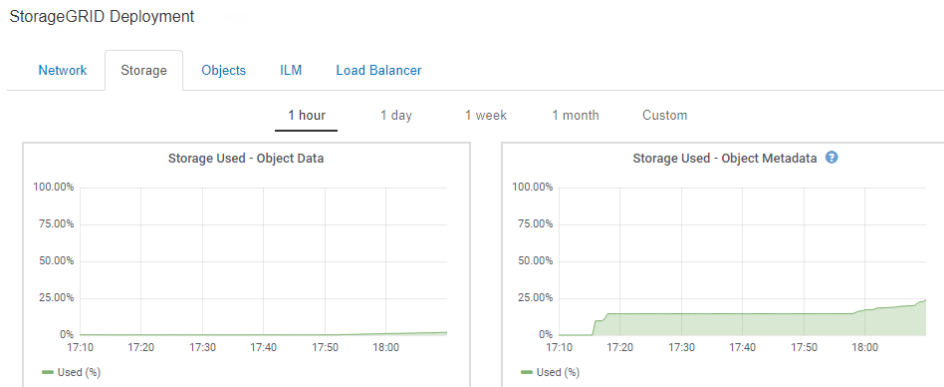 StorageGRID Deployment
Network Storage Objects ILM Load Balancer
1 hour 1 day 1 week 1 month Custom
Storage Used - Object Data
100.00%
75.00%
50.00%
25.00%
0%
17:10 17:20 17:30 17:40 17:50 18:00
Used (%)
Storage Used - Object Metadata ?
100.00%
75.00%
50.00%
25.00%
0%
17:10 17:20 17:30 17:40 17:50 18:00
Used (%)